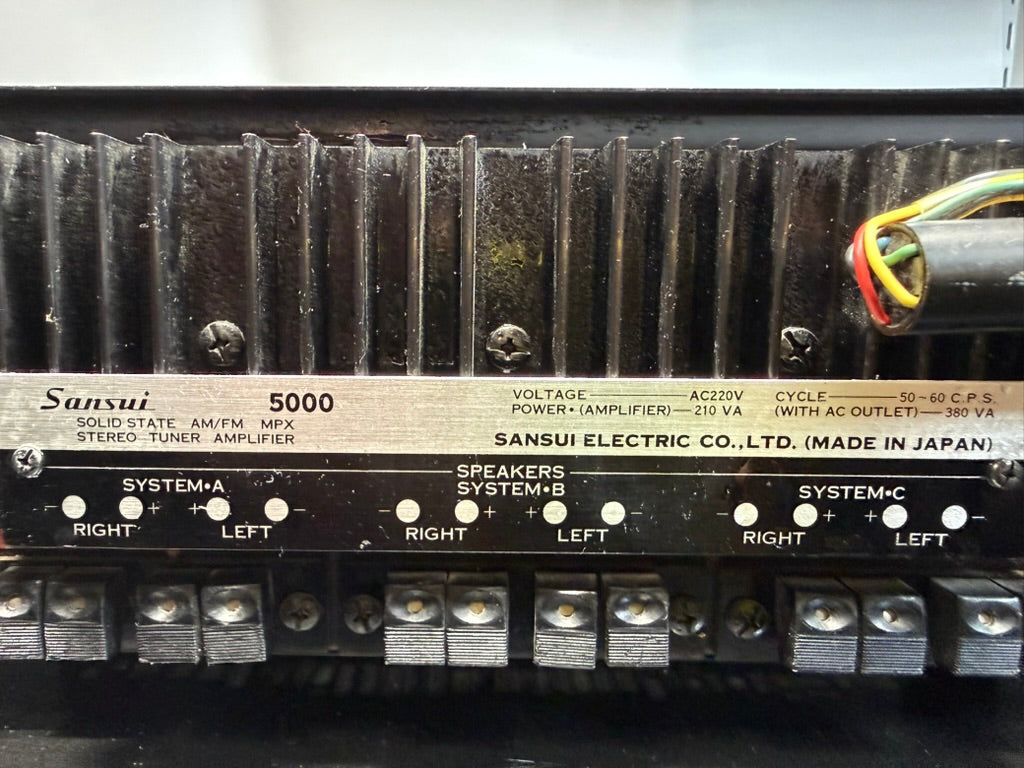 Sansui 5000
SOLID STATE AM/FM MPX
STEREO TUNER AMPLIFIER
VOLTAGE — AC220V CYCLE — 50~60 C.P.S.
POWER•(AMPLIFIER)—210 VA (WITH AC OUTLET)—380 VA
SANSUI ELECTRIC CO.,LTD. (MADE IN JAPAN)
SPEAKERS
SYSTEM•A SYSTEM•B SYSTEM•C
− + + − − + + − − + + −
RIGHT LEFT RIGHT LEFT RIGHT LEFT